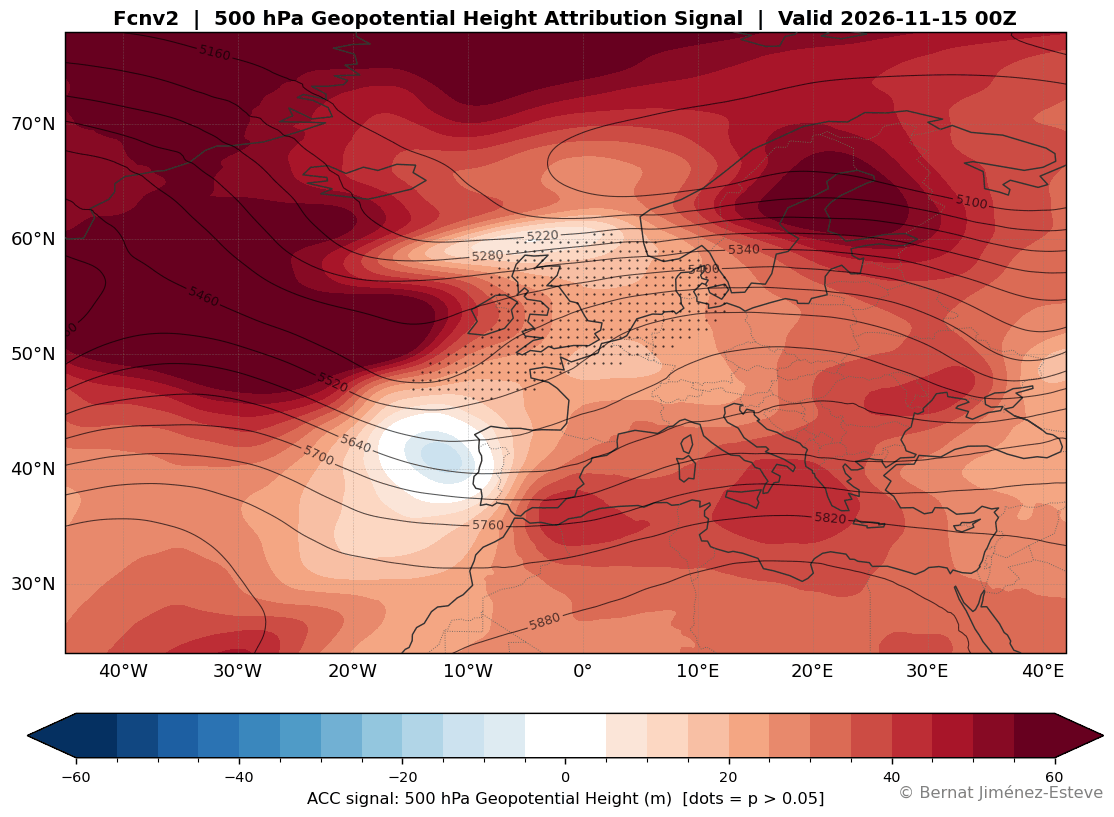 Fcnv2 | 500 hPa Geopotential Height Attribution Signal | Valid 2026-11-15 00Z
70°N
60°N
50°N
40°N
30°N
5160
5100
5220
5280
5340
5400
5460
5520
5640
5700
5760
5820
5880
40°W
30°W
20°W
10°W
0°
10°E
20°E
30°E
40°E
−60
−40
−20
0
20
40
60
ACC signal: 500 hPa Geopotential Height (m) [dots = p > 0.05]
© Bernat Jiménez-Esteve